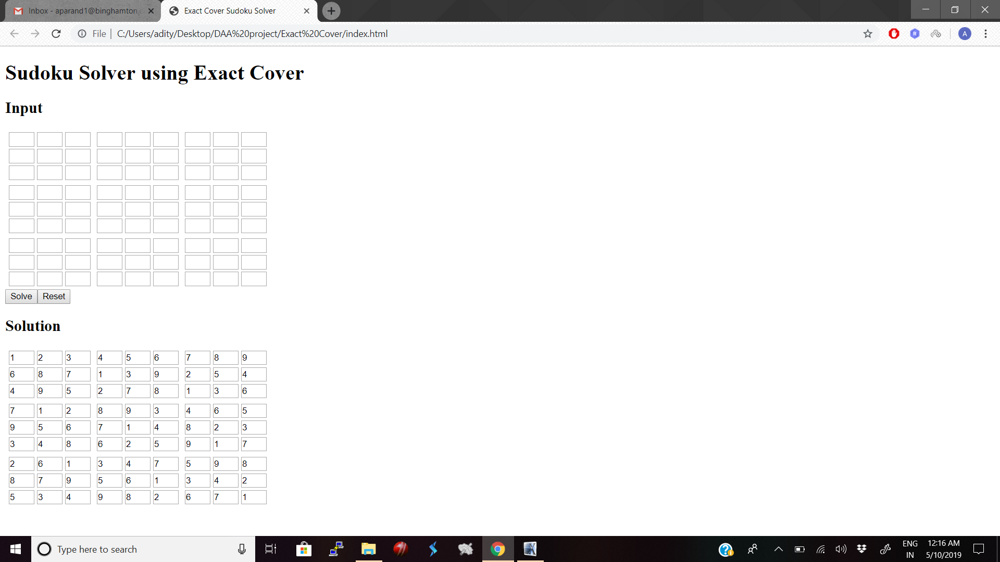 Inbox - aparand1@binghamton.
Exact Cover Sudoku Solver
File C:/Users/adity/Desktop/DAA%20project/Exact%20Cover/index.html
A
Sudoku Solver using Exact Cover
Input
Solve Reset
Solution
1 2 3 4 5 6 7 8 9
6 8 7 1 3 9 2 5 4
4 9 5 2 7 8 1 3 6
7 1 2 8 9 3 4 6 5
9 5 6 7 1 4 8 2 3
3 4 8 6 2 5 9 1 7
2 6 1 3 4 7 5 9 8
8 7 9 5 6 1 3 4 2
5 3 4 9 8 2 6 7 1
Type here to search
ENG
IN
12:16 AM
5/10/2019